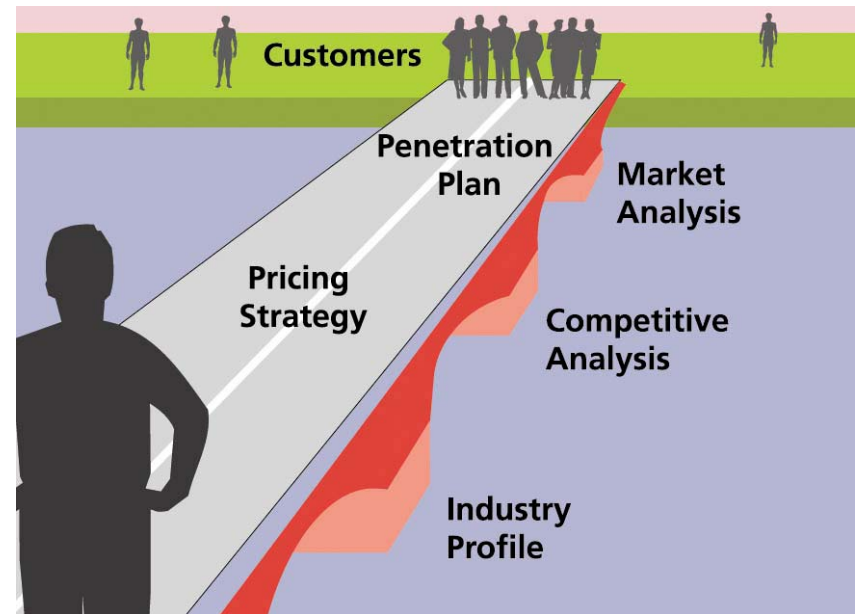 Customers
Penetration
Plan
Market
Analysis
Pricing
Strategy
Competitive
Analysis
Industry
Profile